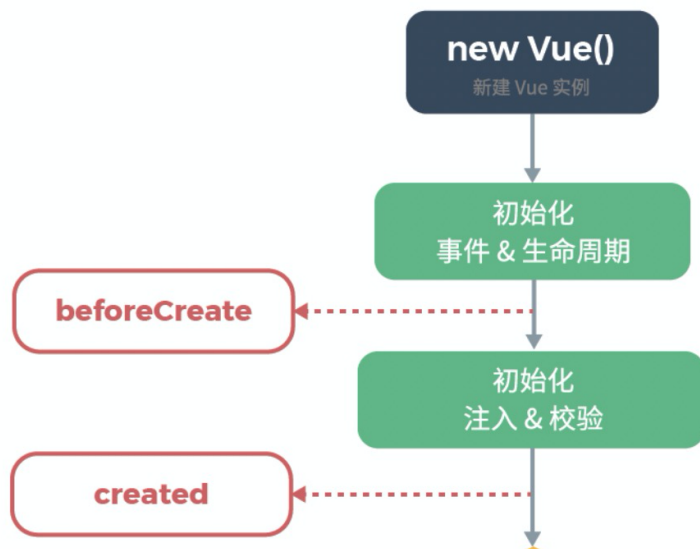 new Vue()
新建 Vue 实例
初始化
事件 & 生命周期
beforeCreate
初始化
注入 & 校验
created